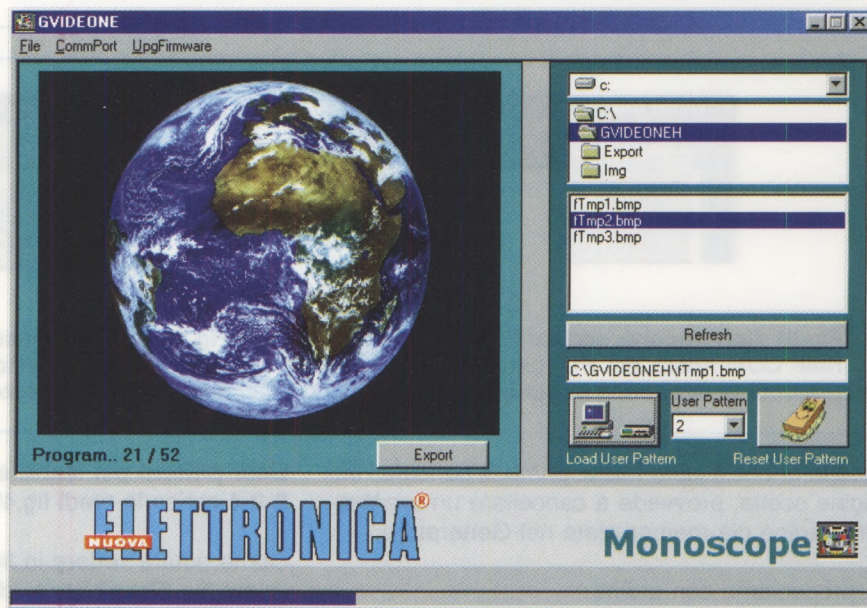 GVIDEONE
File CommPort UpgFirmware
c:
C:\
GVIDEONEH
Export
Img
fTmp1.bmp
fTmp2.bmp
fTmp3.bmp
Refresh
C:\GVIDEONEH\fTmp1.bmp
User Pattern
2
Load User Pattern
Reset User Pattern
Program.. 21 / 52
Export
NUOVA ELETTRONICA®
Monoscope